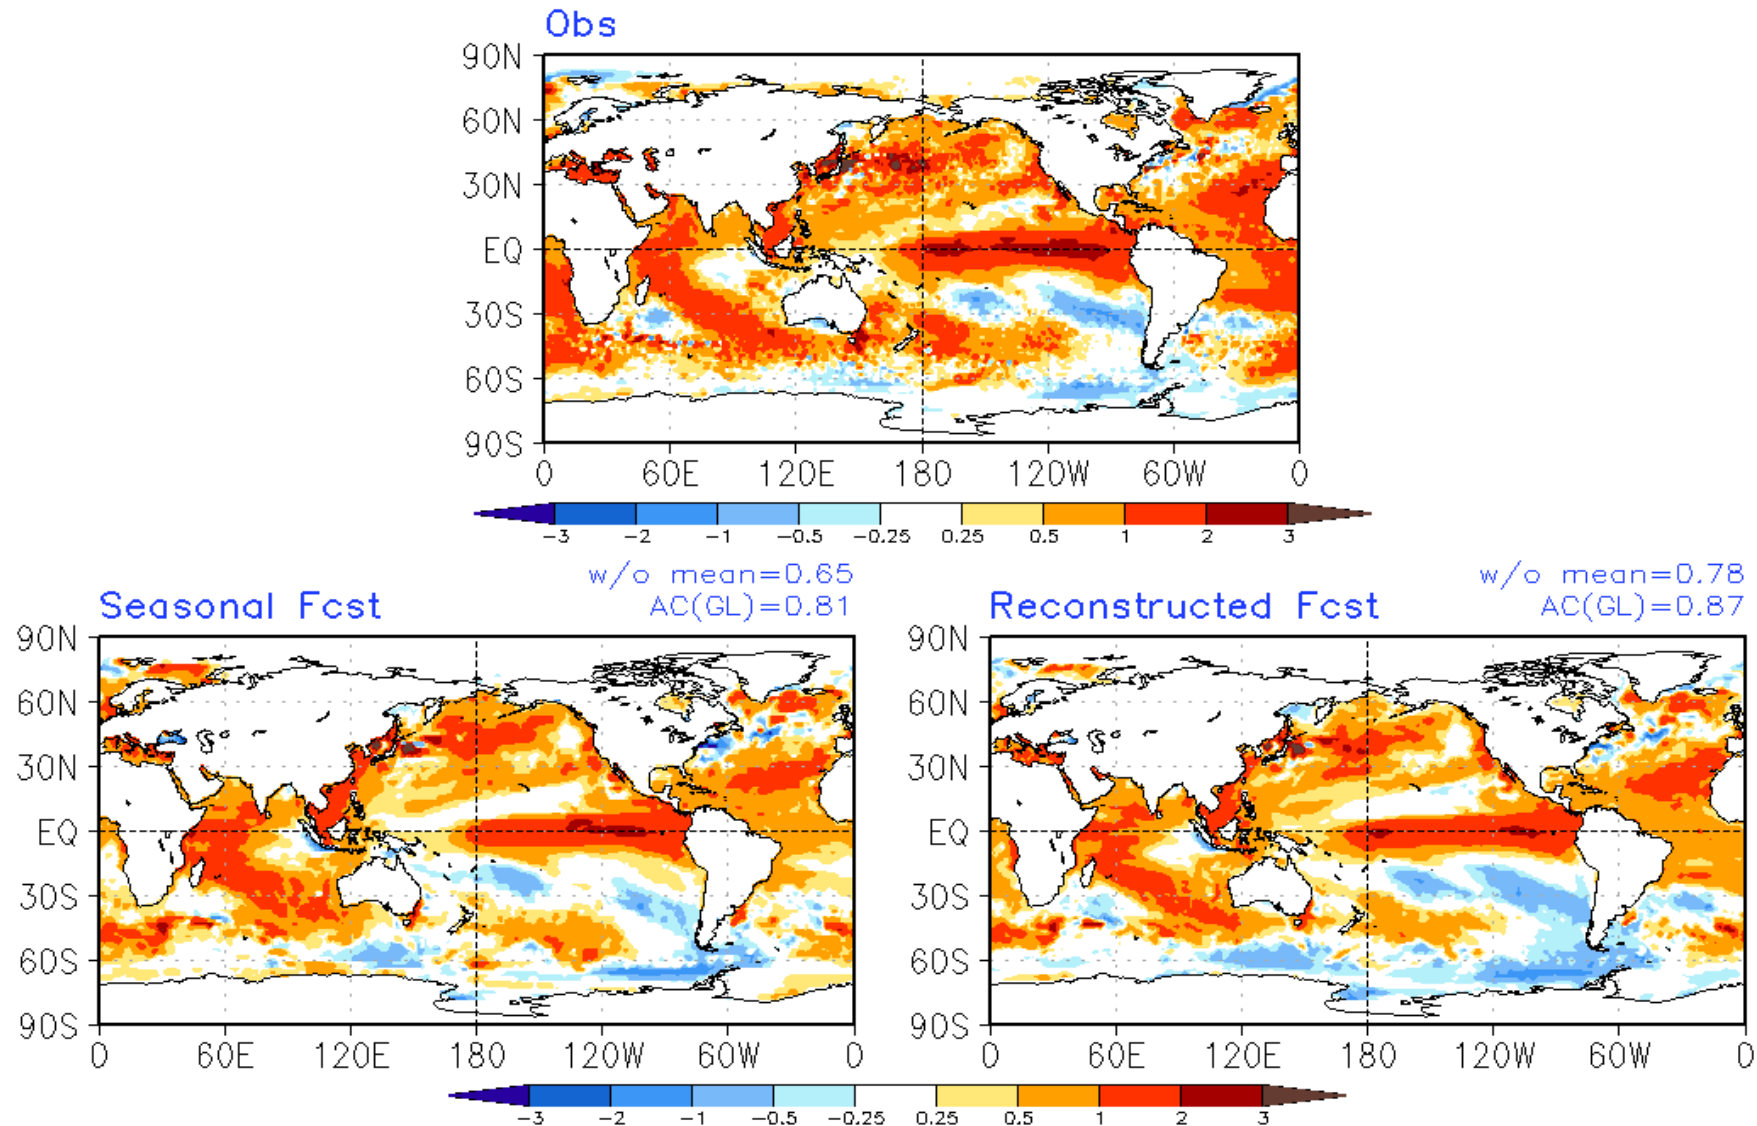 Obs
90N
60N
30N
EQ
30S
60S
90S
0 60E 120E 180 120W 60W 0
-3 -2 -1 -0.5 -0.25 0.25 0.5 1 2 3
w/o mean=0.65
Seasonal Fcst AC(GL)=0.81
90N
60N
30N
EQ
30S
60S
90S
0 60E 120E 180 120W 60W 0
w/o mean=0.78
Reconstructed Fcst AC(GL)=0.87
90N
60N
30N
EQ
30S
60S
90S
0 60E 120E 180 120W 60W 0
-3 -2 -1 -0.5 -0.25 0.25 0.5 1 2 3